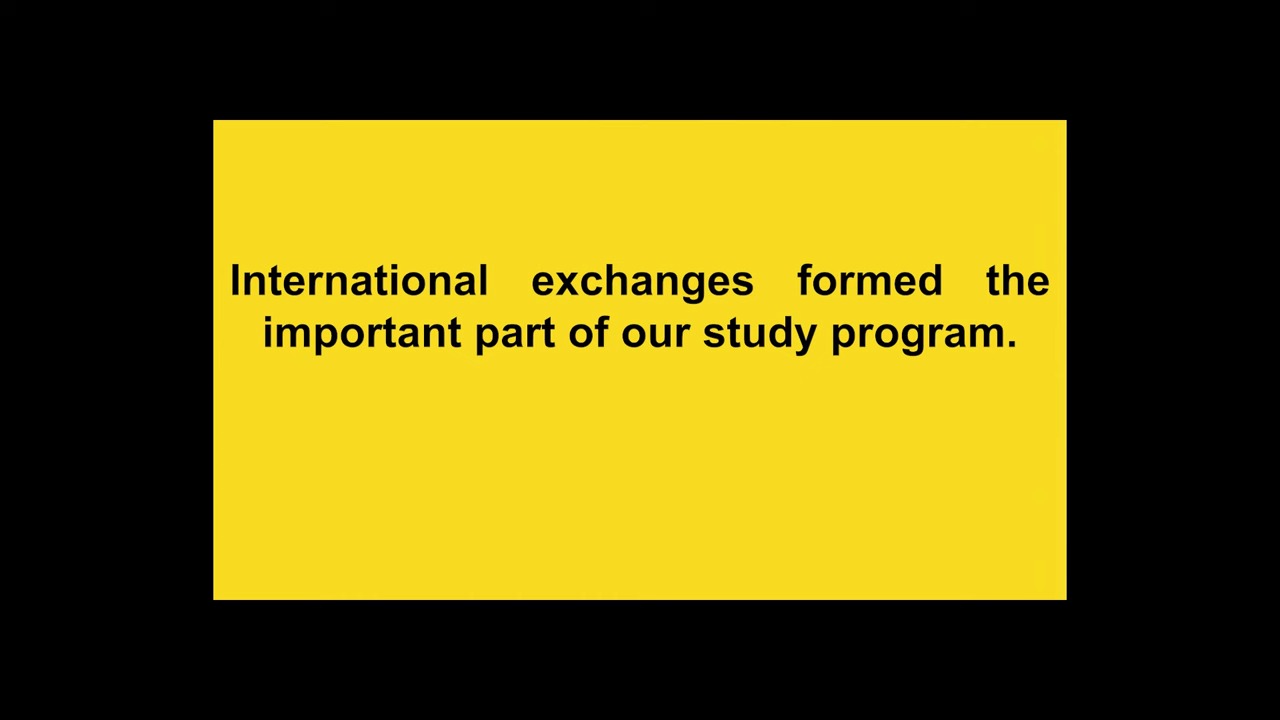 International exchanges formed the
important part of our study program.